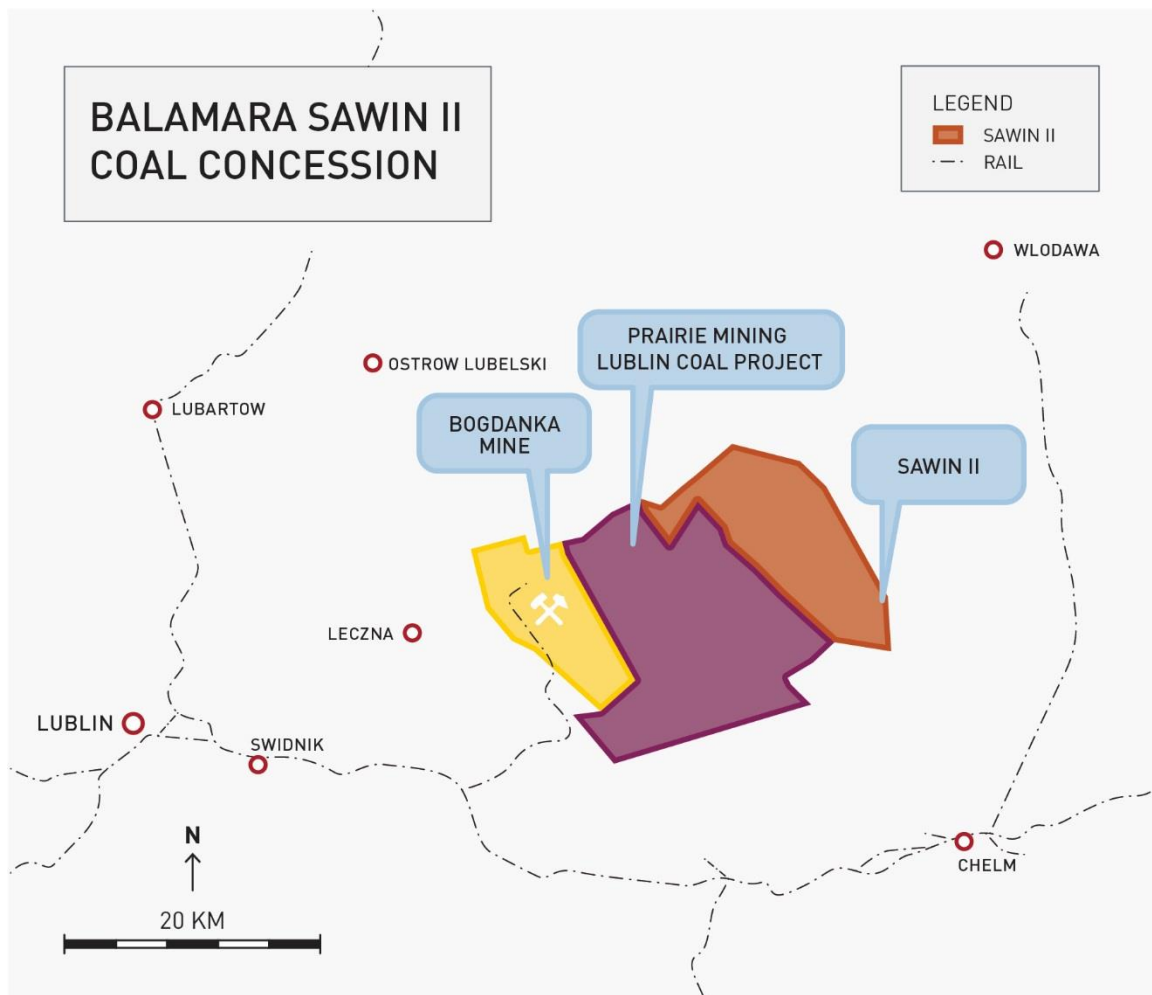 BALAMARA SAWIN II
COAL CONCESSION
LEGEND
SAWIN II
RAIL
WLODAWA
PRAIRIE MINING
LUBLIN COAL PROJECT
OSTROW LUBELSKI
LUBARTOW
BOGDANKA
MINE
SAWIN II
LECZNA
LUBLIN
SWIDNIK
N
CHELM
20 KM